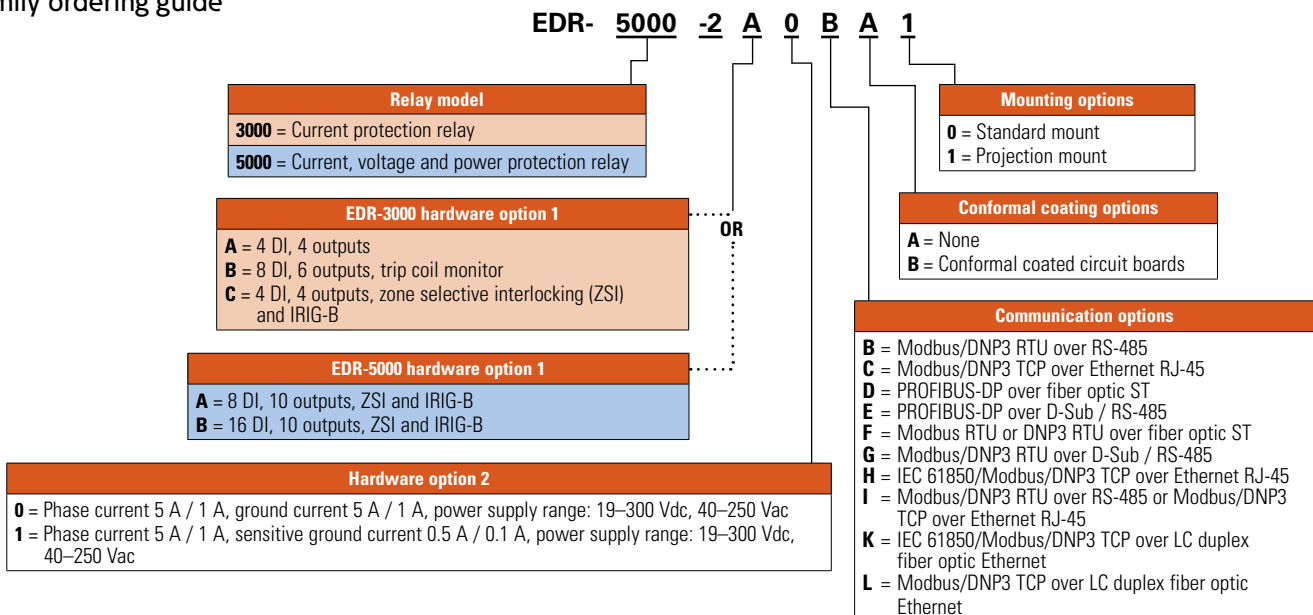 mily ordering guide
EDR- 5000 -2 A 0 B A 1
Relay model
3000 = Current protection relay
5000 = Current, voltage and power protection relay
Mounting options
0 = Standard mount
1 = Projection mount
EDR-3000 hardware option 1
A = 4 DI, 4 outputs
B = 8 DI, 6 outputs, trip coil monitor
C = 4 DI, 4 outputs, zone selective interlocking (ZSI)
and IRIG-B
OR
Conformal coating options
A = None
B = Conformal coated circuit boards
EDR-5000 hardware option 1
A = 8 DI, 10 outputs, ZSI and IRIG-B
B = 16 DI, 10 outputs, ZSI and IRIG-B
Communication options
B = Modbus/DNP3 RTU over RS-485
C = Modbus/DNP3 TCP over Ethernet RJ-45
D = PROFIBUS-DP over fiber optic ST
E = PROFIBUS-DP over D-Sub / RS-485
F = Modbus RTU or DNP3 RTU over fiber optic ST
G = Modbus/DNP3 RTU over D-Sub / RS-485
H = IEC 61850/Modbus/DNP3 TCP over Ethernet RJ-45
I = Modbus/DNP3 RTU over RS-485 or Modbus/DNP3
TCP over Ethernet RJ-45
K = IEC 61850/Modbus/DNP3 TCP over LC duplex
fiber optic Ethernet
L = Modbus/DNP3 TCP over LC duplex fiber optic
Ethernet
Hardware option 2
0 = Phase current 5 A / 1 A, ground current 5 A / 1 A, power supply range: 19–300 Vdc, 40–250 Vac
1 = Phase current 5 A / 1 A, sensitive ground current 0.5 A / 0.1 A, power supply range: 19–300 Vdc,
40–250 Vac